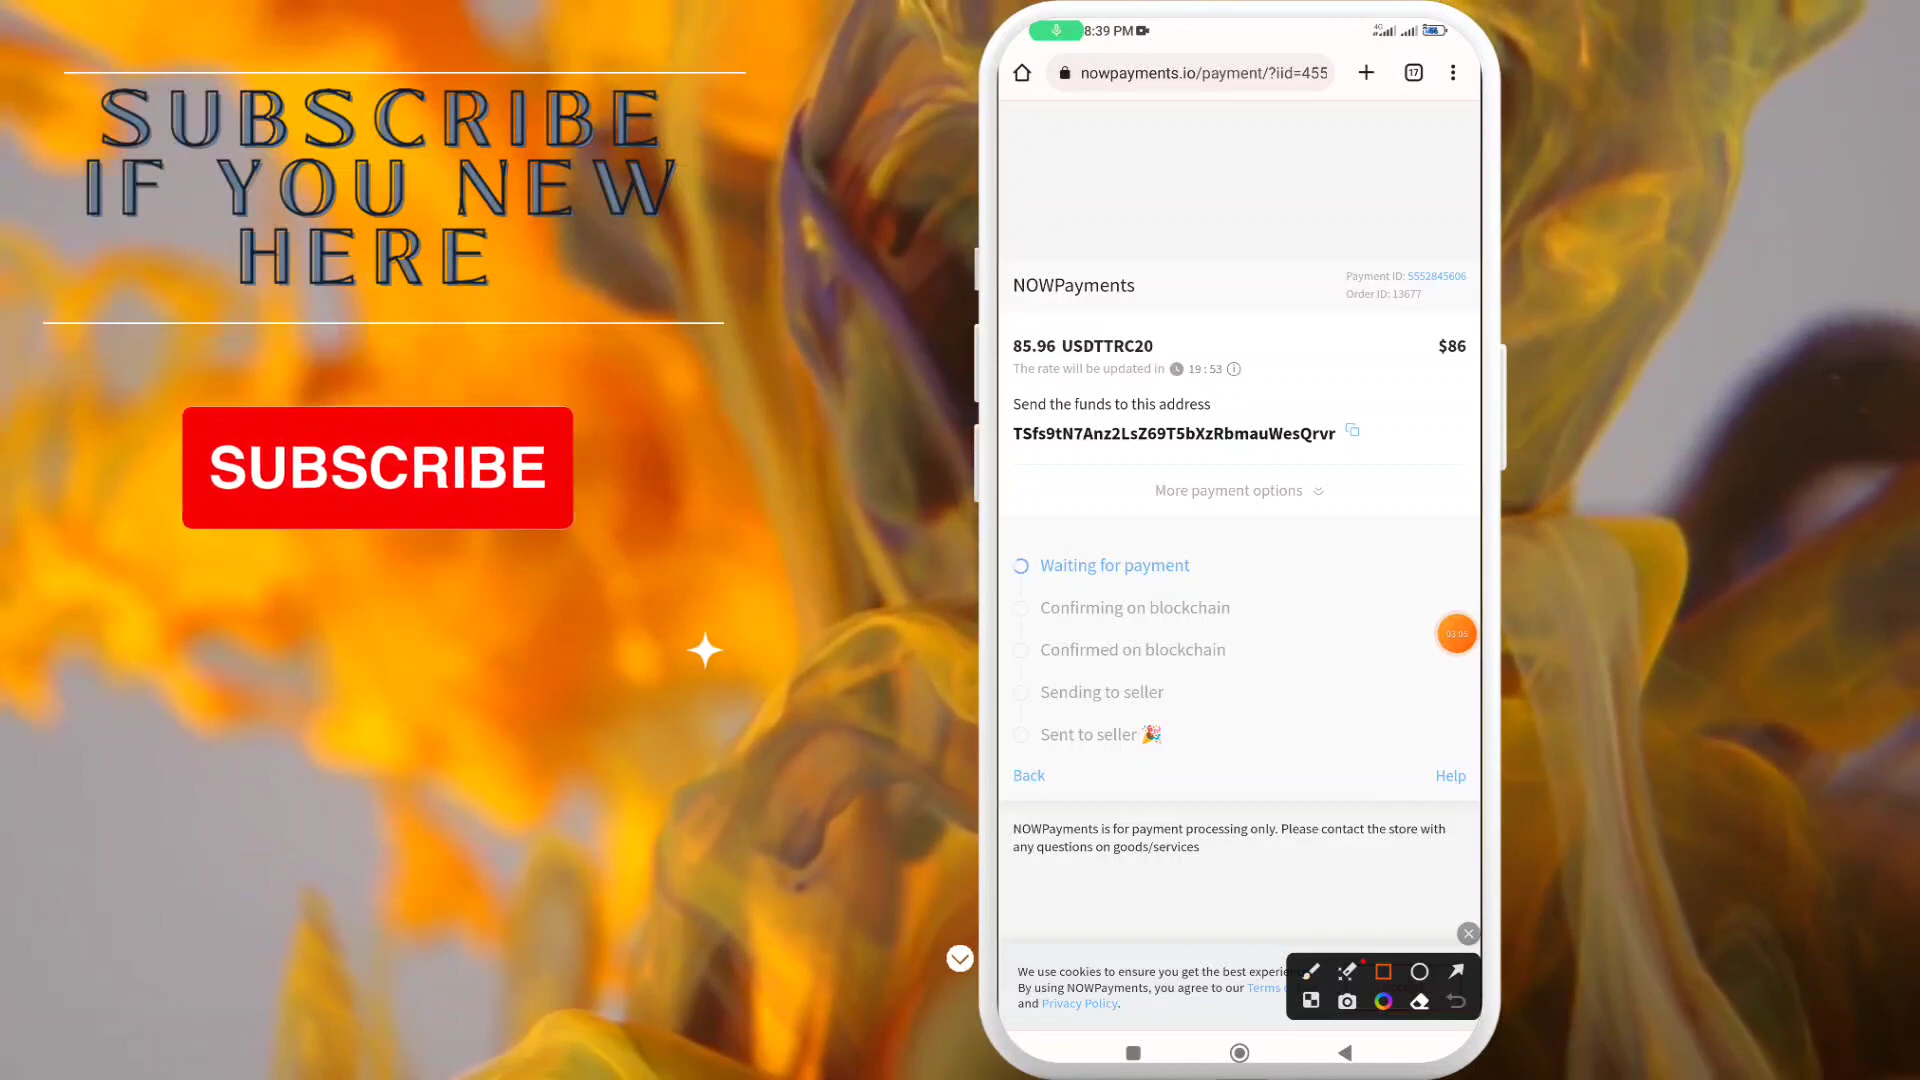 SUBSCRIBE
IF YOU NEW
HERE
SUBSCRIBE
8:39 PM
4G
nowpayments.io/payment/?iid=455
17
NOWPayments
Payment ID: 5552845606
Order ID: 13677
85.96 USDTTRC20
$86
The rate will be updated in 19 : 53
Send the funds to this address
TSfs9tN7Anz2LsZ69T5bXzRbmauWesQrvr
More payment options
Waiting for payment
Confirming on blockchain
Confirmed on blockchain
03:05
Sending to seller
Sent to seller 🎉
Back
Help
NOWPayments is for payment processing only. Please contact the store with
any questions on goods/services
We use cookies to ensure you get the best
By using NOWPayments, you agree to our Terms
and Privacy Policy.